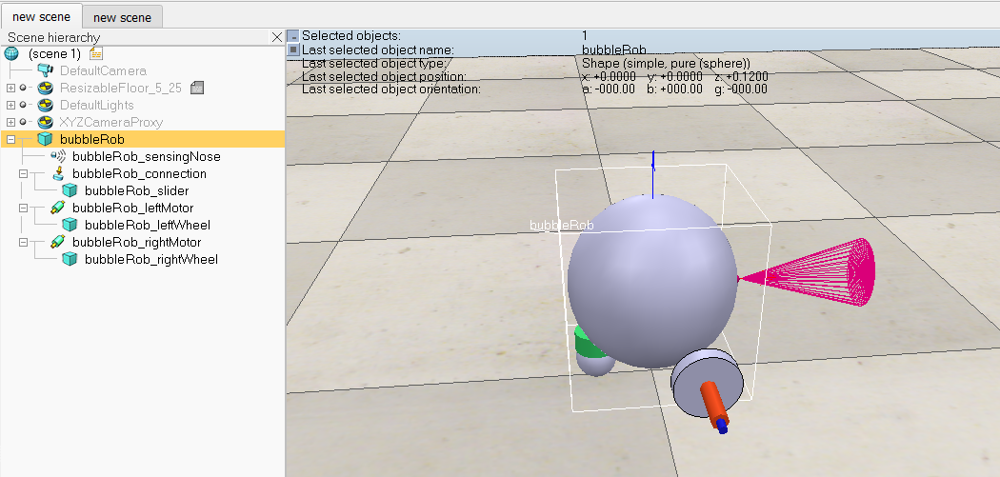 new scene
new scene
Scene hierarchy
(scene 1)
DefaultCamera
ResizableFloor_5_25
DefaultLights
XYZCameraProxy
bubbleRob
bubbleRob_sensingNose
bubbleRob_connection
bubbleRob_slider
bubbleRob_leftMotor
bubbleRob_leftWheel
bubbleRob_rightMotor
bubbleRob_rightWheel
Selected objects: 1
Last selected object name: bubbleRob
Last selected object type: Shape (simple, pure (sphere))
Last selected object position: x: +0.0000 y: +0.0000 z: +0.1200
Last selected object orientation: a: -000.00 b: +000.00 g: -000.00
bubbleRob